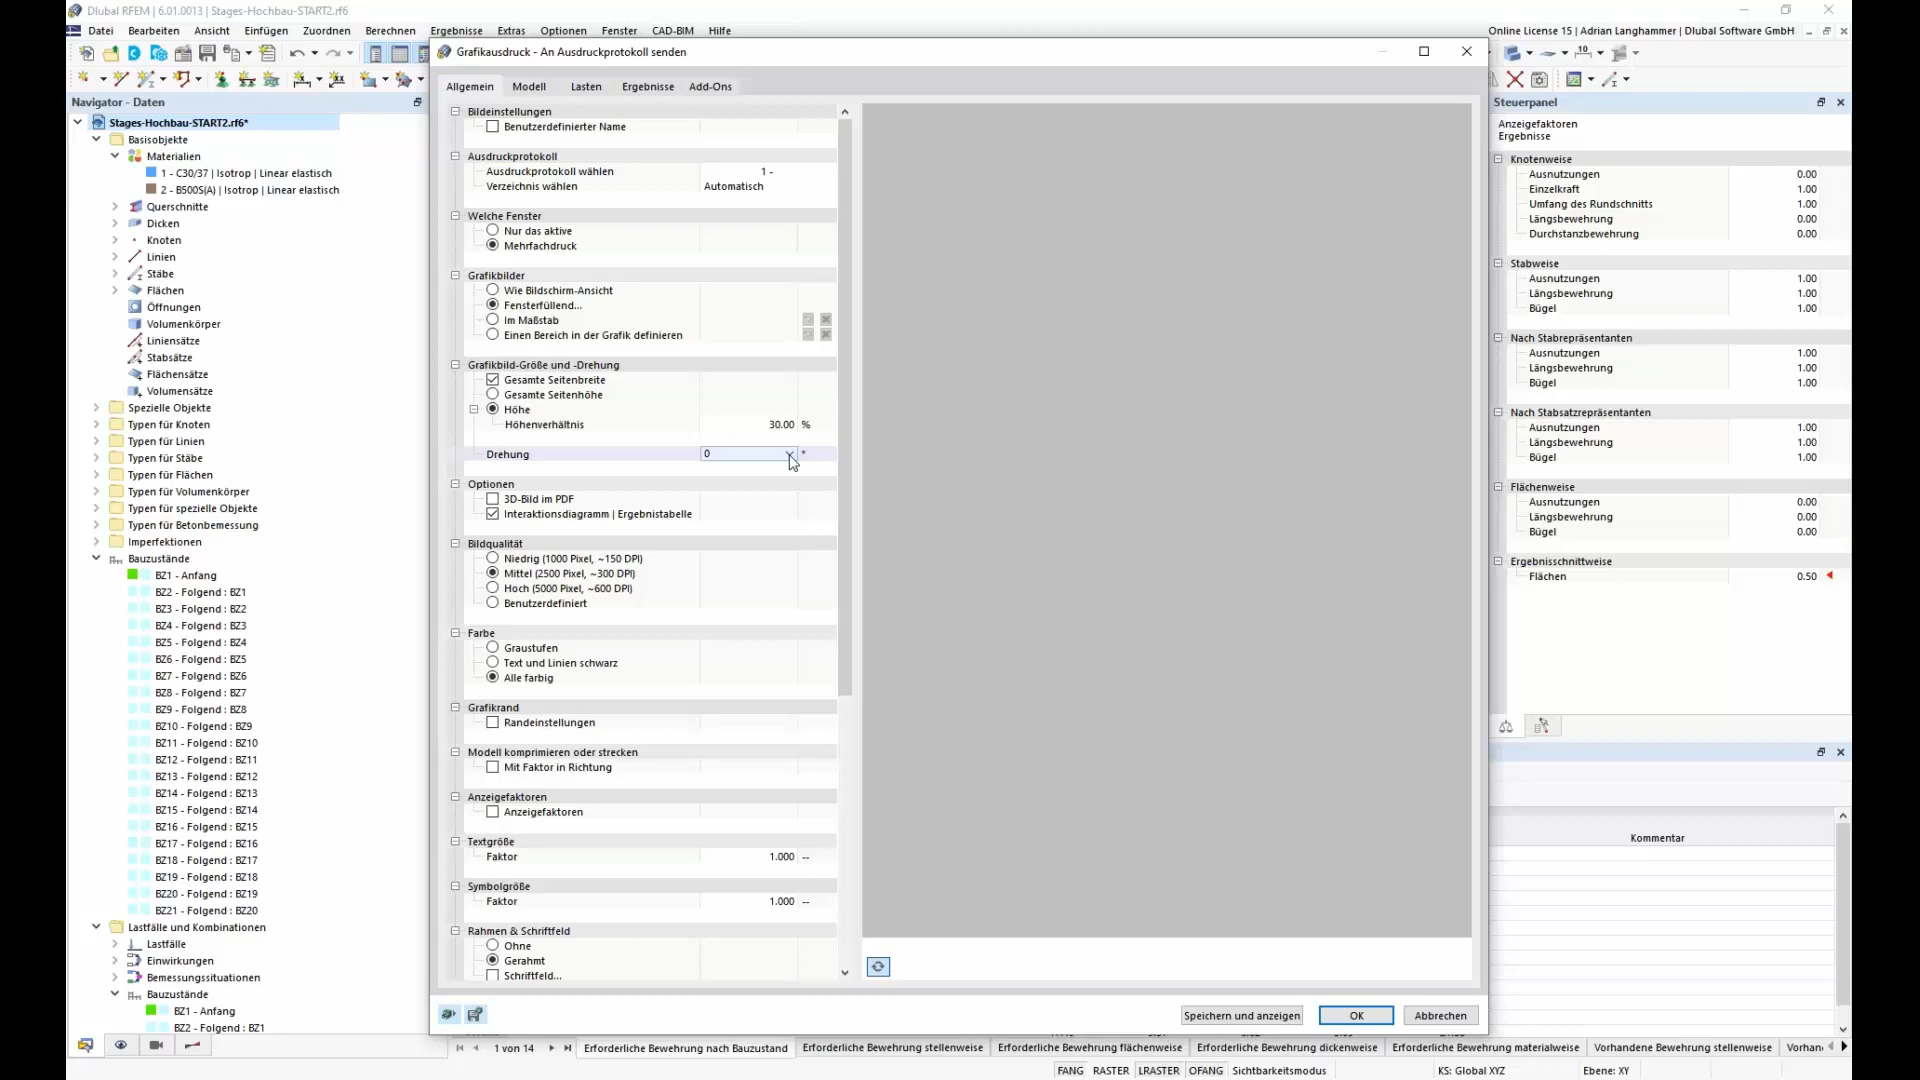 Dlubal RFEM | 6.01.0013 | Stages-Hochbau-START2.rf6
Datei Bearbeiten Ansicht Einfügen Zuordnen Berechnen Ergebnisse Extras Optionen Fenster CAD-BIM Hilfe
Online License 15 | Adrian Langhammer | Dlubal Software GmbH
Grafikausdruck - An Ausdruckprotokoll senden
Allgemein Modell Lasten Ergebnisse Add-Ons
Navigator - Daten
Stages-Hochbau-START2.rf6*
Basisobjekte
Materialien
1 - C30/37 | Isotrop | Linear elastisch
2 - B500S(A) | Isotrop | Linear elastisch
Querschnitte
Dicken
Knoten
Linien
Stäbe
Flächen
Öffnungen
Volumenkörper
Liniensätze
Stabsätze
Flächensätze
Volumensätze
Spezielle Objekte
Typen für Knoten
Typen für Linien
Typen für Stäbe
Typen für Flächen
Typen für Volumenkörper
Typen für spezielle Objekte
Typen für Betonbemessung
Imperfektionen
Bauzustände
BZ1 - Anfang
BZ2 - Folgend : BZ1
BZ3 - Folgend : BZ2
BZ4 - Folgend : BZ3
BZ5 - Folgend : BZ4
BZ6 - Folgend : BZ5
BZ7 - Folgend : BZ6
BZ8 - Folgend : BZ7
BZ9 - Folgend : BZ8
BZ10 - Folgend : BZ9
BZ11 - Folgend : BZ10
BZ12 - Folgend : BZ11
BZ13 - Folgend : BZ12
BZ14 - Folgend : BZ13
BZ15 - Folgend : BZ14
BZ16 - Folgend : BZ15
BZ17 - Folgend : BZ16
BZ18 - Folgend : BZ17
BZ19 - Folgend : BZ18
BZ20 - Folgend : BZ19
BZ21 - Folgend : BZ20
Lastfälle und Kombinationen
Lastfälle
Einwirkungen
Bemessungssituationen
Bauzustände
BZ1 - Anfang
BZ2 - Folgend : BZ1
Bildeinstellungen
Benutzerdefinierter Name
Ausdruckprotokoll
Ausdruckprotokoll wählen 1 -
Verzeichnis wählen Automatisch
Welche Fenster
Nur das aktive
Mehrfachdruck
Grafikbilder
Wie Bildschirm-Ansicht
Fensterfüllend...
Im Maßstab
Einen Bereich in der Grafik definieren
Grafikbild-Größe und -Drehung
Gesamte Seitenbreite
Gesamte Seitenhöhe
Höhe
Höhenverhältnis 30.00 %
Drehung 0 °
Optionen
3D-Bild im PDF
Interaktionsdiagramm | Ergebnistabelle
Bildqualität
Niedrig (1000 Pixel, ~150 DPI)
Mittel (2500 Pixel, ~300 DPI)
Hoch (5000 Pixel, ~600 DPI)
Benutzerdefiniert
Farbe
Graustufen
Text und Linien schwarz
Alle farbig
Grafikrand
Randeinstellungen
Modell komprimieren oder strecken
Mit Faktor in Richtung
Anzeigefaktoren
Anzeigefaktoren
Textgröße
Faktor 1.000 --
Symbolgröße
Faktor 1.000 --
Rahmen & Schriftfeld
Ohne
Gerahmt
Schriftfeld...
Speichern und anzeigen OK Abbrechen
Steuerpanel
Anzeigefaktoren
Ergebnisse
Knotenweise
Ausnutzungen 0.00
Einzelkraft 1.00
Umfang des Rundschnitts 1.00
Längsbewehrung 0.00
Durchstanzbewehrung 0.00
Stabweise
Ausnutzungen 1.00
Längsbewehrung 1.00
Bügel 1.00
Nach Stabrepräsentanten
Ausnutzungen 1.00
Längsbewehrung 1.00
Bügel 1.00
Nach Stabsatzrepräsentanten
Ausnutzungen 1.00
Längsbewehrung 1.00
Bügel 1.00
Flächenweise
Ausnutzungen 0.00
Längsbewehrung 0.00
Bügel 0.00
Ergebnisschnittweise
Flächen 0.50
Kommentar
1 von 14 Erforderliche Bewehrung nach Bauzustand Erforderliche Bewehrung stellenweise Erforderliche Bewehrung flächenweise Erforderliche Bewehrung dickenweise Erforderliche Bewehrung materialweise Vorhandene Bewehrung stellenweise Vorhan
FANG RASTER LRASTER OFANG Sichtbarkeitsmodus KS: Global XYZ Ebene: XY